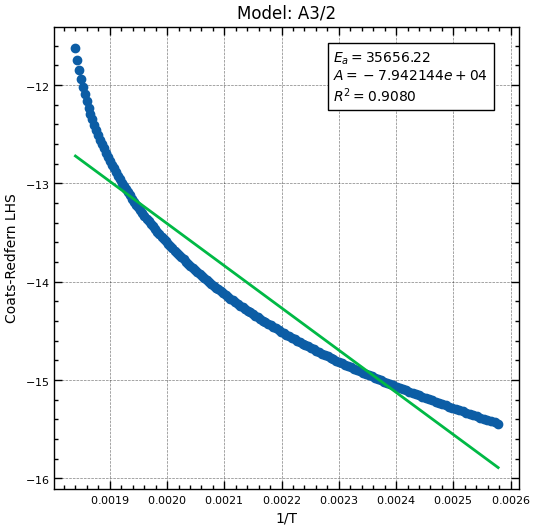 Model: A3/2
E_a = 35656.22
A = −7.942144e + 04
R² = 0.9080
Coats-Redfern LHS
−12
−13
−14
−15
−16
0.0019 0.0020 0.0021 0.0022 0.0023 0.0024 0.0025 0.0026
1/T